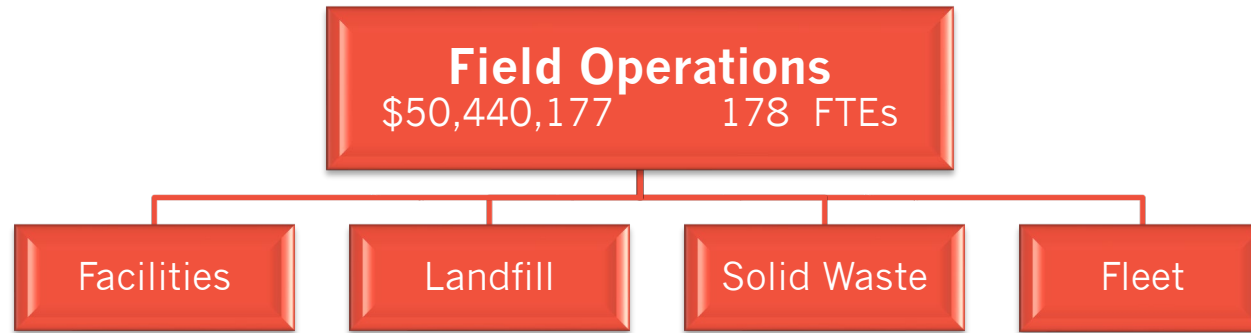 Field Operations
$50,440,177 178 FTEs
Facilities
Landfill
Solid Waste
Fleet